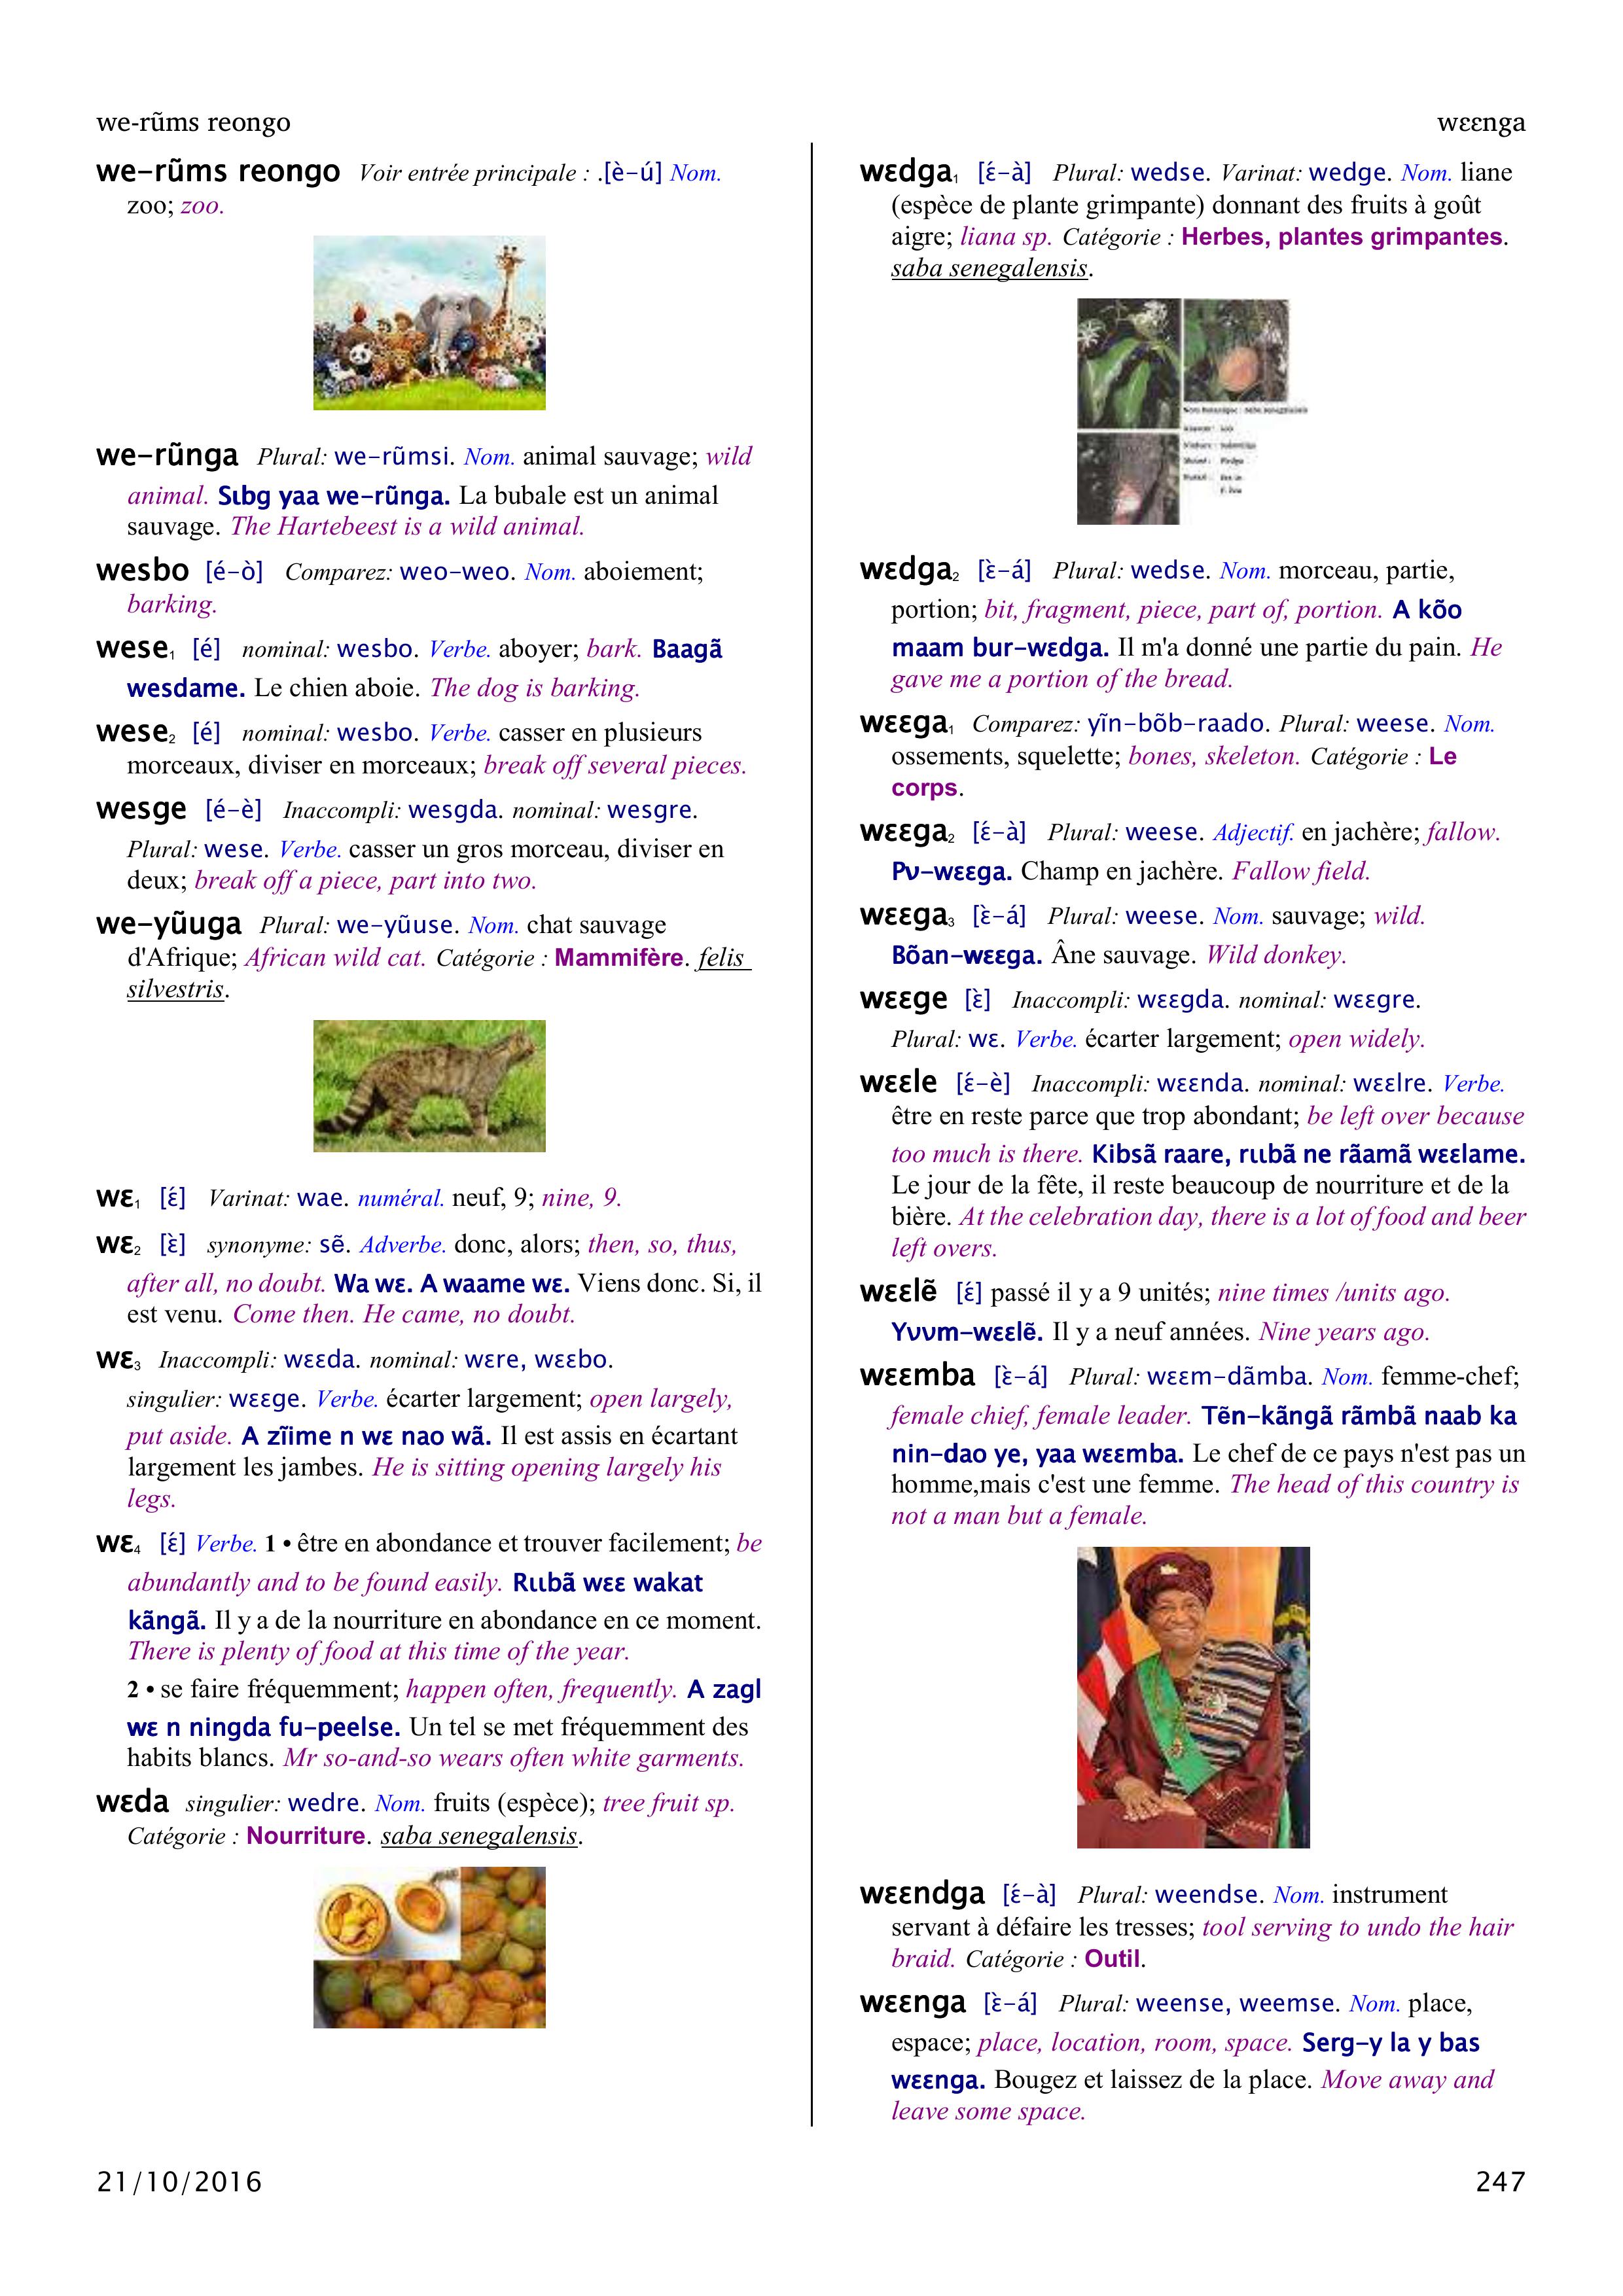 we-rũms reongo
wɛɛnga
we–rũms reongo Voir entrée principale : .[è–ú] Nom.
zoo; zoo.
we–rũnga Plural: we–rũmsi. Nom. animal sauvage; wild
animal. Sɩbg yaa we–rũnga. La bubale est un animal
sauvage. The Hartebeest is a wild animal.
wesbo [é–ò] Comparez: weo–weo. Nom. aboiement;
barking.
wese₁ [é] nominal: wesbo. Verbe. aboyer; bark. Baagã
wesdame. Le chien aboie. The dog is barking.
wese₂ [é] nominal: wesbo. Verbe. casser en plusieurs
morceaux, diviser en morceaux; break off several pieces.
wesge [é–è] Inaccompli: wesgda. nominal: wesgre.
Plural: wese. Verbe. casser un gros morceau, diviser en
deux; break off a piece, part into two.
we–yũuga Plural: we–yũuse. Nom. chat sauvage
d'Afrique; African wild cat. Catégorie : Mammifère. felis
silvestris.
wɛ₁ [ɛ́] Varinat: wae. numéral. neuf, 9; nine, 9.
wɛ₂ [ɛ̀] synonyme: sẽ. Adverbe. donc, alors; then, so, thus,
after all, no doubt. Wa wɛ. A waame wɛ. Viens donc. Si, il
est venu. Come then. He came, no doubt.
wɛ₃ Inaccompli: wɛɛda. nominal: wɛre, wɛɛbo.
singulier: wɛɛge. Verbe. écarter largement; open largely,
put aside. A zĩime n wɛ nao wã. Il est assis en écartant
largement les jambes. He is sitting opening largely his
legs.
wɛ₄ [ɛ́] Verbe. 1 • être en abondance et trouver facilement; be
abundantly and to be found easily. Rɩɩbã wɛɛ wakat
kãngã. Il y a de la nourriture en abondance en ce moment.
There is plenty of food at this time of the year.
2 • se faire fréquemment; happen often, frequently. A zagl
wɛ n ningda fu–peelse. Un tel se met fréquemment des
habits blancs. Mr so-and-so wears often white garments.
wɛda singulier: wedre. Nom. fruits (espèce); tree fruit sp.
Catégorie : Nourriture. saba senegalensis.
wɛdga₁ [ɛ́–à] Plural: wedse. Varinat: wedge. Nom. liane
(espèce de plante grimpante) donnant des fruits à goût
aigre; liana sp. Catégorie : Herbes, plantes grimpantes.
saba senegalensis.
wɛdga₂ [ɛ̀–á] Plural: wedse. Nom. morceau, partie,
portion; bit, fragment, piece, part of, portion. A kõo
maam bur–wɛdga. Il m'a donné une partie du pain. He
gave me a portion of the bread.
wɛɛga₁ Comparez: yĩn–bõb–raado. Plural: weese. Nom.
ossements, squelette; bones, skeleton. Catégorie : Le
corps.
wɛɛga₂ [ɛ́–à] Plural: weese. Adjectif. en jachère; fallow.
Pʋ–wɛɛga. Champ en jachère. Fallow field.
wɛɛga₃ [ɛ̀–á] Plural: weese. Nom. sauvage; wild.
Bõan–wɛɛga. Âne sauvage. Wild donkey.
wɛɛge [ɛ̀] Inaccompli: wɛɛgda. nominal: wɛɛgre.
Plural: wɛ. Verbe. écarter largement; open widely.
wɛɛle [ɛ́–è] Inaccompli: wɛɛnda. nominal: wɛɛlre. Verbe.
être en reste parce que trop abondant; be left over because
too much is there. Kibsã raare, rɩɩbã ne rãamã wɛɛlame.
Le jour de la fête, il reste beaucoup de nourriture et de la
bière. At the celebration day, there is a lot of food and beer
left overs.
wɛɛlẽ [ɛ́] passé il y a 9 unités; nine times /units ago.
Yʋʋm–wɛɛlẽ. Il y a neuf années. Nine years ago.
wɛɛmba [ɛ̀–á] Plural: wɛɛm–dãmba. Nom. femme-chef;
female chief, female leader. Tẽn–kãngã rãmbã naab ka
nin–dao ye, yaa wɛɛmba. Le chef de ce pays n'est pas un
homme,mais c'est une femme. The head of this country is
not a man but a female.
wɛɛndga [ɛ́–à] Plural: weendse. Nom. instrument
servant à défaire les tresses; tool serving to undo the hair
braid. Catégorie : Outil.
wɛɛnga [ɛ̀–á] Plural: weense, weemse. Nom. place,
espace; place, location, room, space. Serg–y la y bas
wɛɛnga. Bougez et laissez de la place. Move away and
leave some space.
21/10/2016
247